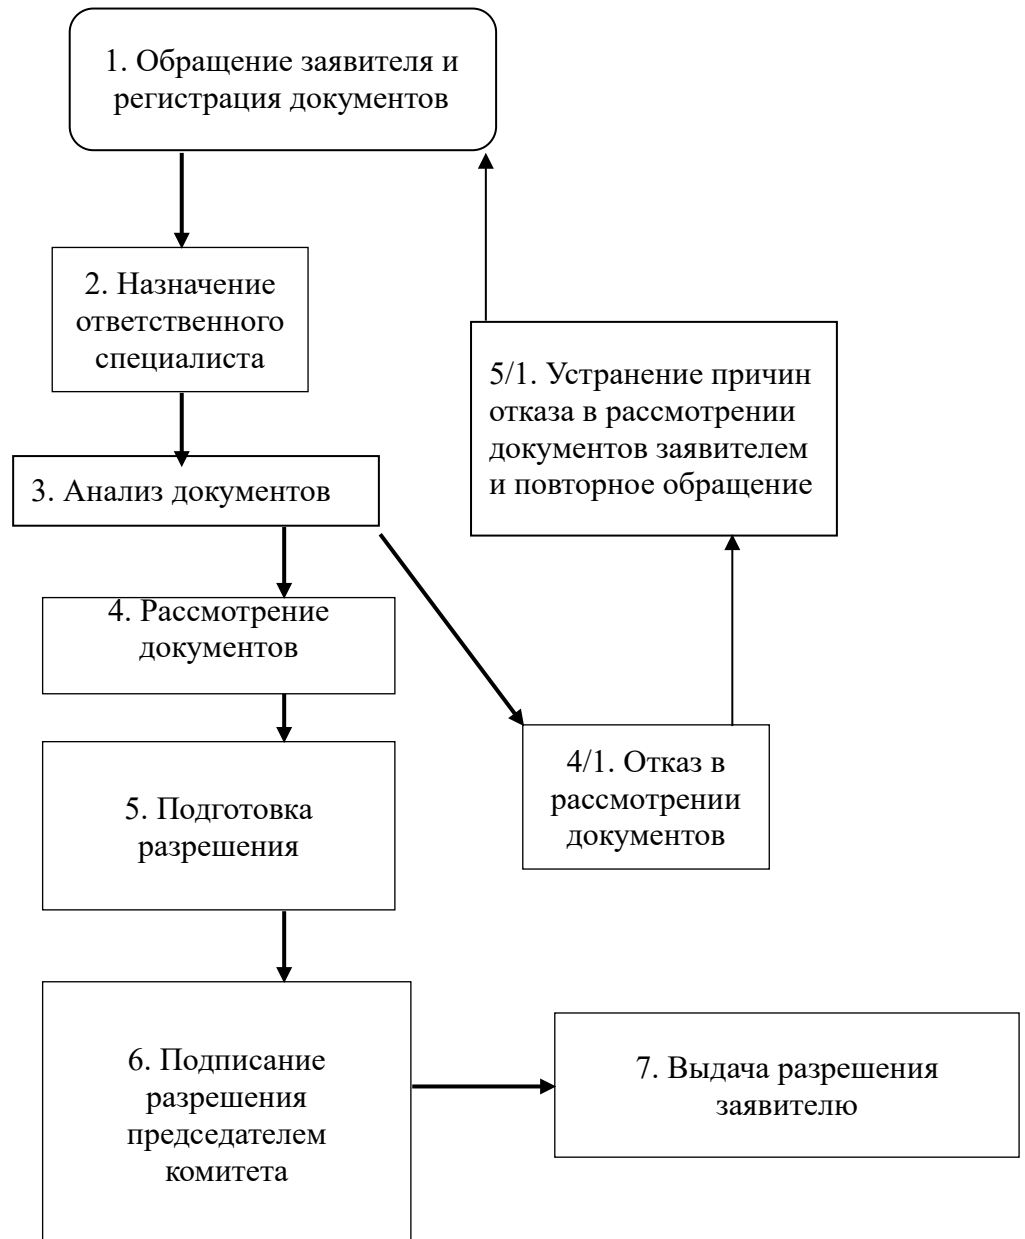 1. Обращение заявителя и
регистрация документов
2. Назначение
ответственного
специалиста
5/1. Устранение причин
отказа в рассмотрении
документов заявителем
и повторное обращение
3. Анализ документов
4. Рассмотрение
документов
4/1. Отказ в
рассмотрении
документов
5. Подготовка
разрешения
6. Подписание
разрешения
председателем
комитета
7. Выдача разрешения
заявителю